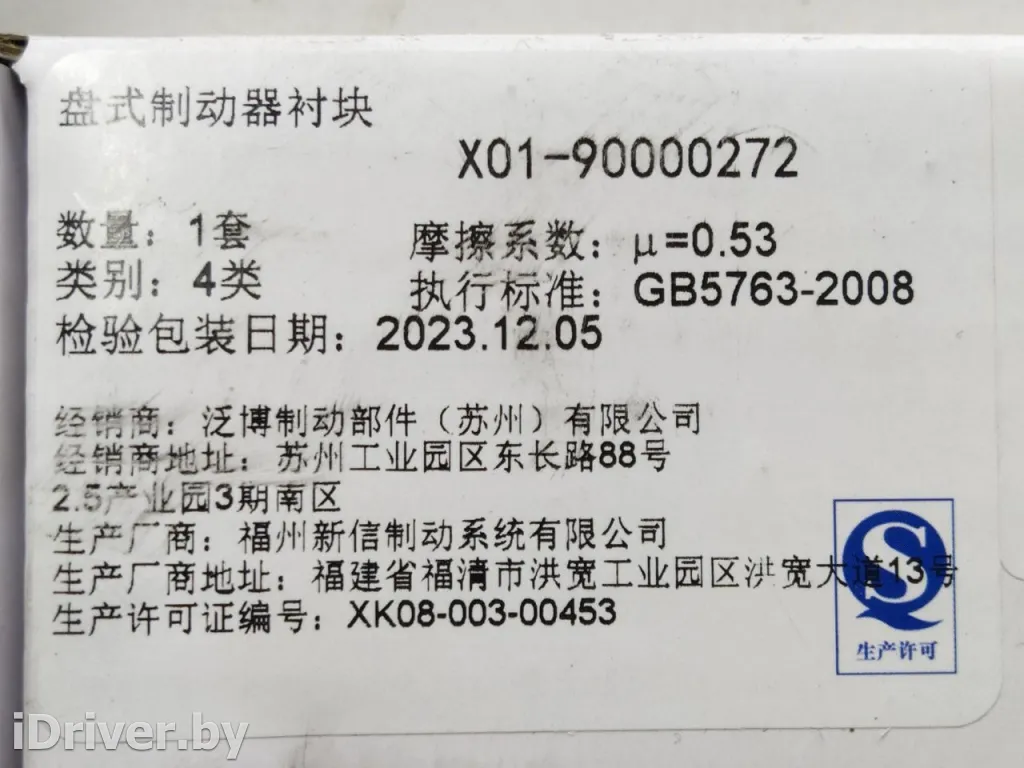 盘式制动器衬块
X01-90000272
数量：1套
摩擦系数：μ=0.53
类别：4类
执行标准：GB5763-2008
检验包装日期：2023.12.05
经销商：泛博制动部件（苏州）有限公司
经销商地址：苏州工业园区东长路88号
2.5产业园3期南区
生产厂商：福州新信制动系统有限公司
生产厂商地址：福建省福清市洪宽工业园区洪宽大道13号
生产许可证编号：XK08-003-00453
生产许可
iDriver.by